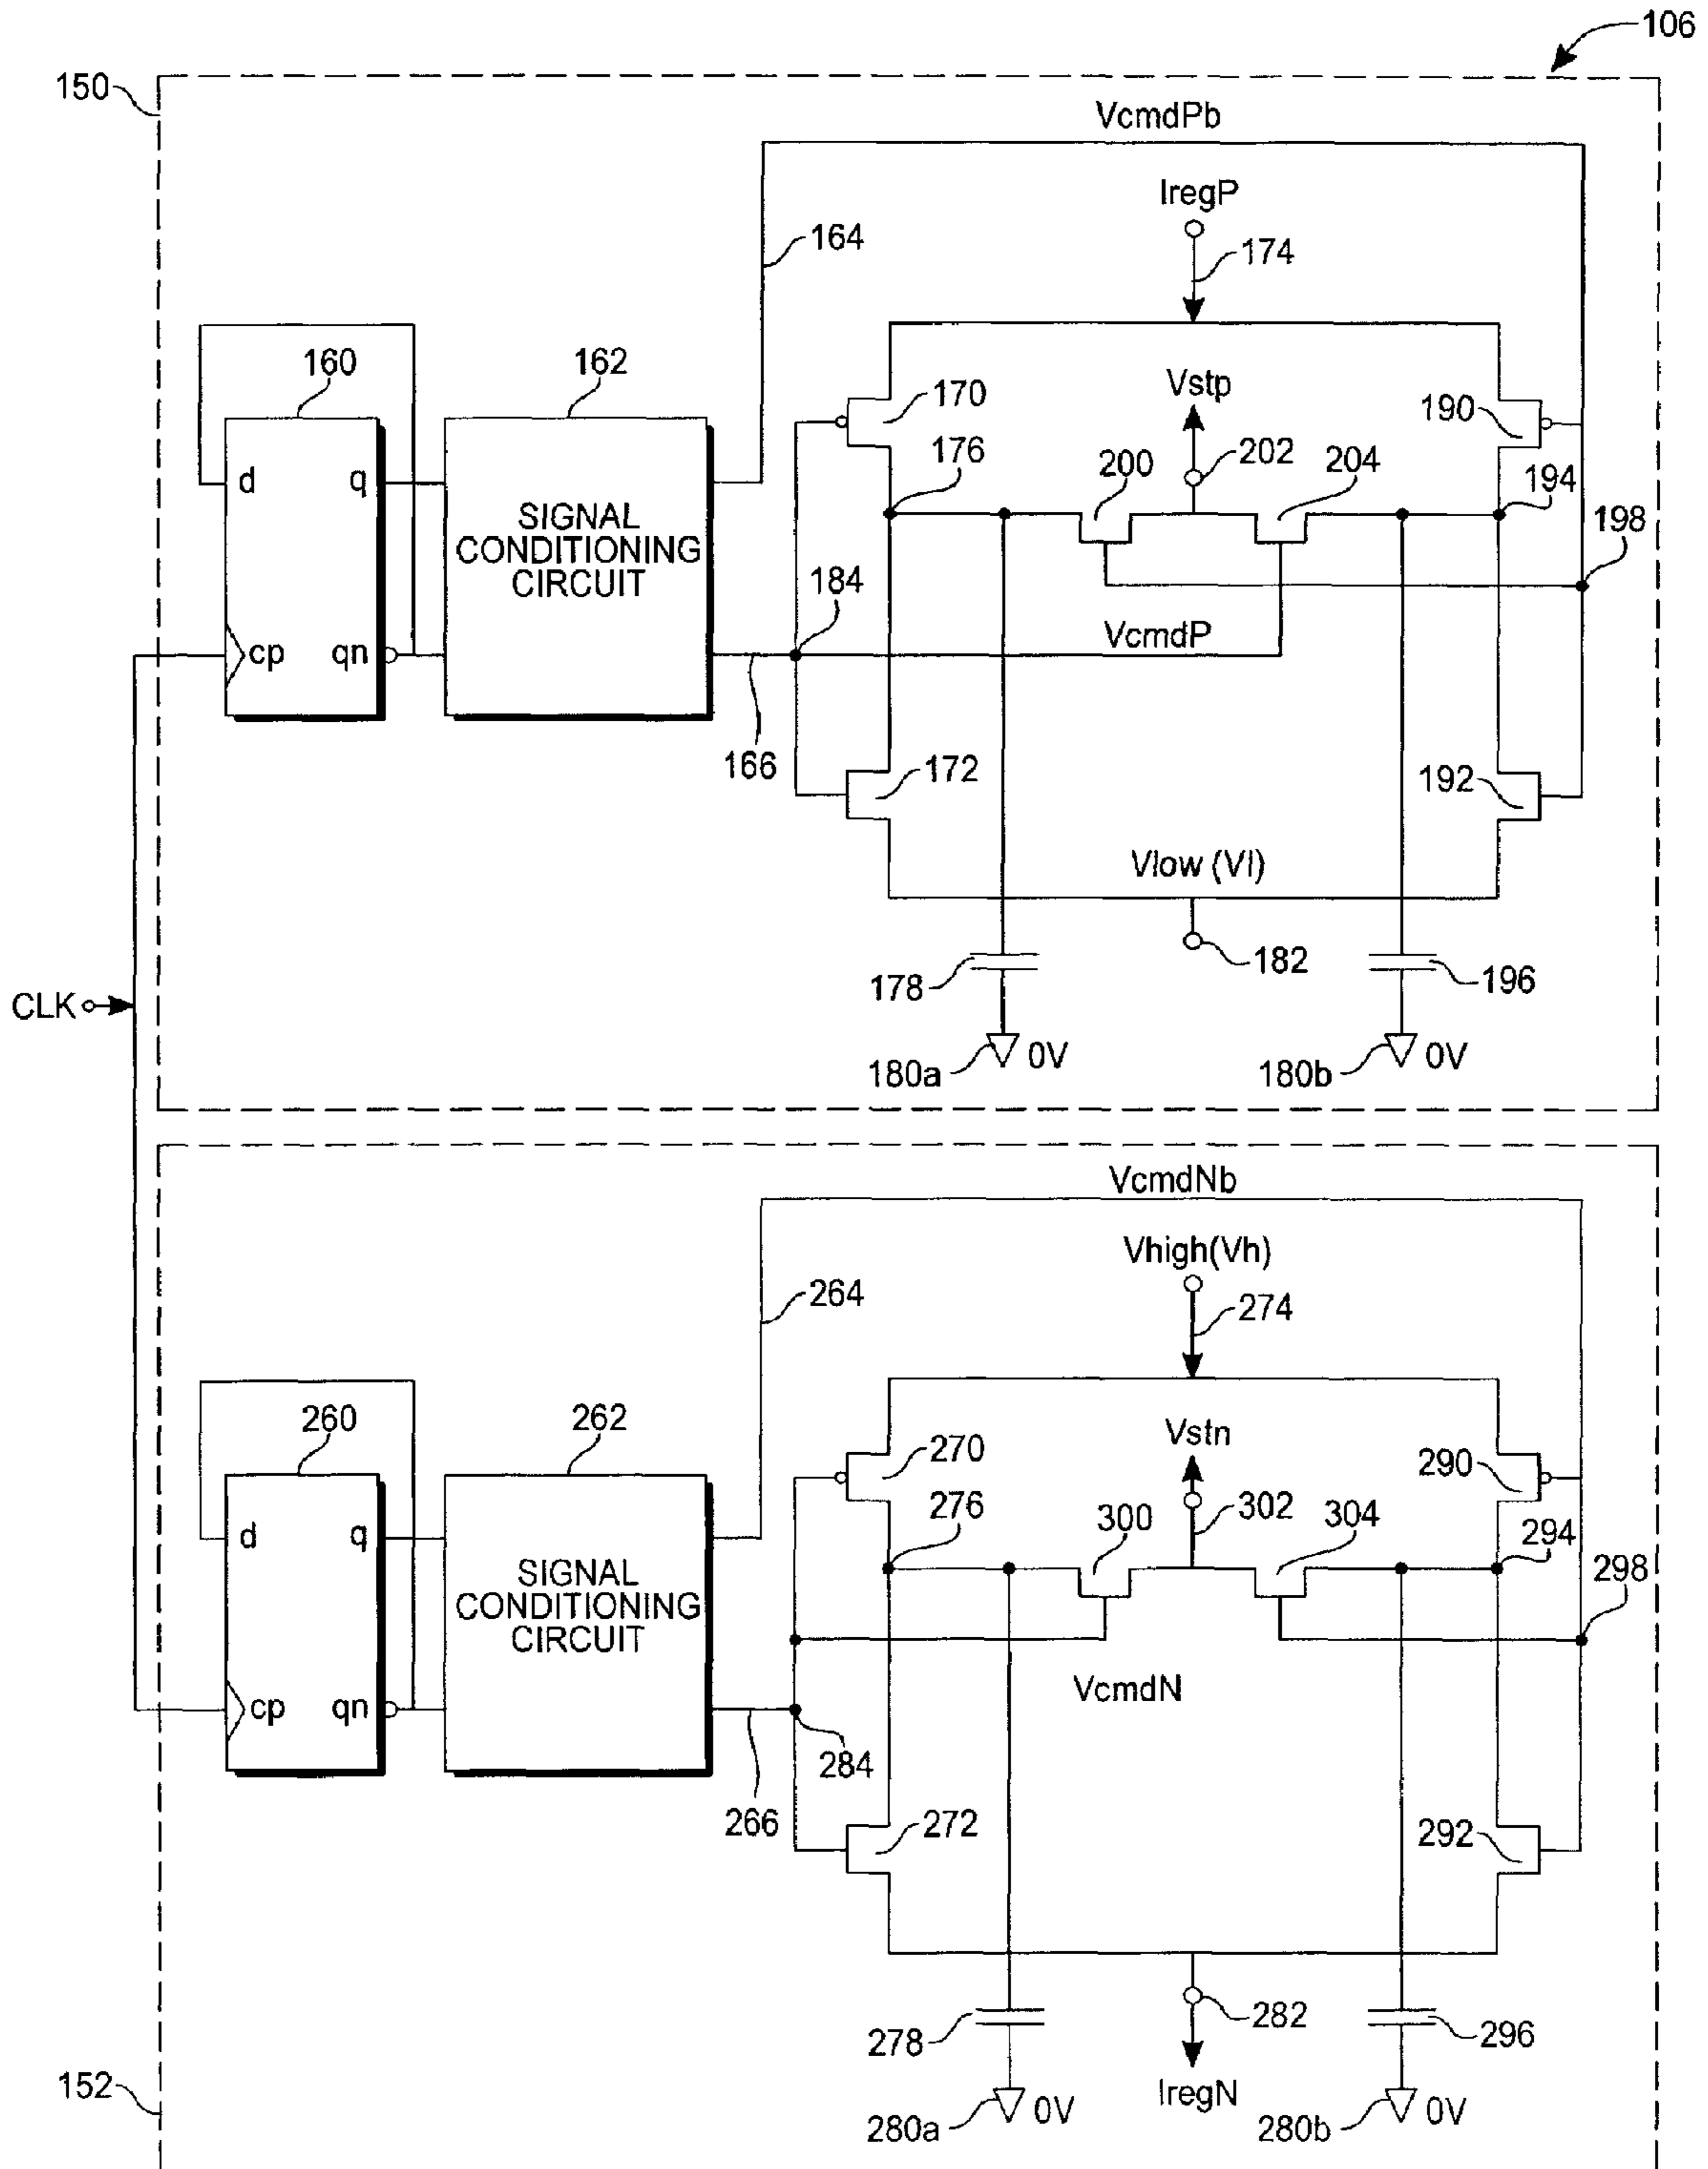 106
150
VcmdPb
IregP
164
174
160
162
Vstp
170
190
176
200
202
204
194
198
d
q
SIGNAL
CONDITIONING
CIRCUIT
184
cp
qn
VcmdP
166
172
192
Vlow (Vl)
178
182
196
CLK
180a
0V
180b
0V
VcmdNb
Vhigh(Vh)
264
274
260
262
Vstn
270
290
276
300
302
304
294
298
d
q
SIGNAL
CONDITIONING
CIRCUIT
VcmdN
cp
qn
284
266
272
292
278
282
296
152
280a
0V
IregN
280b
0V